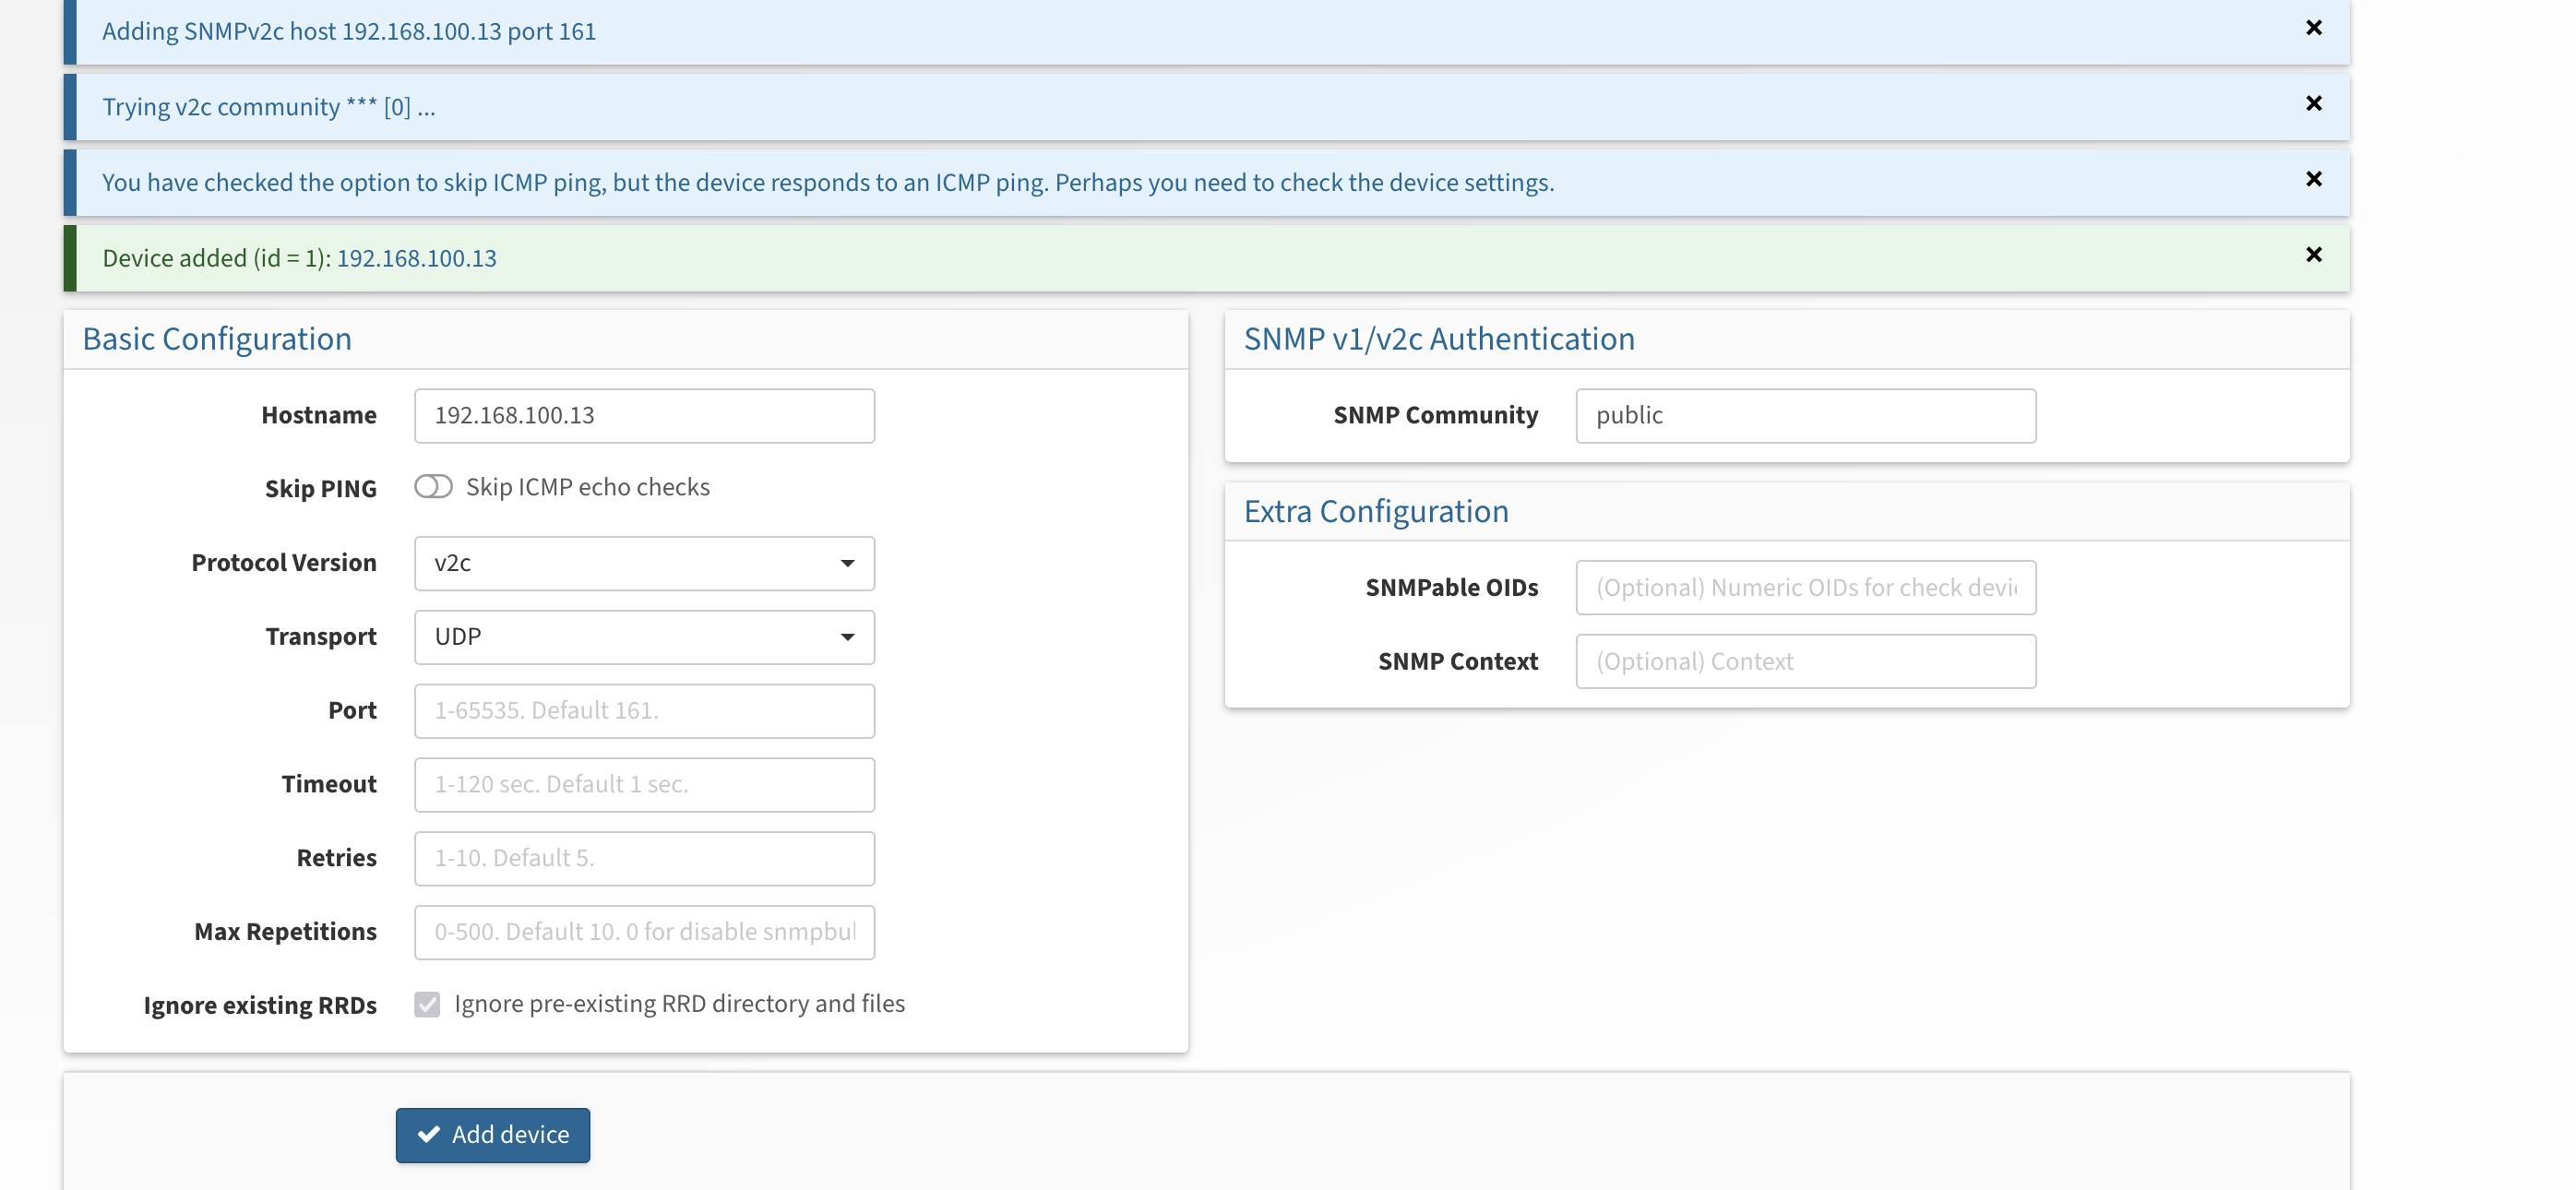 Adding SNMPv2c host 192.168.100.13 port 161
Trying v2c community *** [0] ...
You have checked the option to skip ICMP ping, but the device responds to an ICMP ping. Perhaps you need to check the device settings.
Device added (id = 1): 192.168.100.13
Basic Configuration
Hostname 192.168.100.13
Skip PING Skip ICMP echo checks
Protocol Version v2c
Transport UDP
Port 1-65535. Default 161.
Timeout 1-120 sec. Default 1 sec.
Retries 1-10. Default 5.
Max Repetitions 0-500. Default 10. 0 for disable snmpbul
Ignore existing RRDs Ignore pre-existing RRD directory and files
SNMP v1/v2c Authentication
SNMP Community public
Extra Configuration
SNMPable OIDs (Optional) Numeric OIDs for check devi
SNMP Context (Optional) Context
Add device